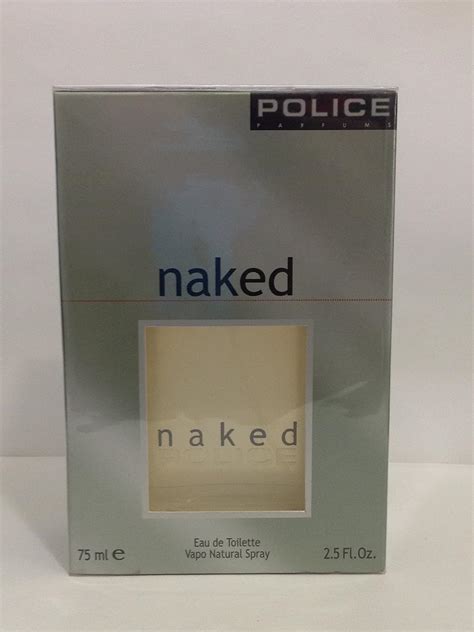 POLICE
PARFUMS
naked
naked
POLICE
Eau de Toilette
75 ml e Vapo Natural Spray 2.5 Fl.Oz.